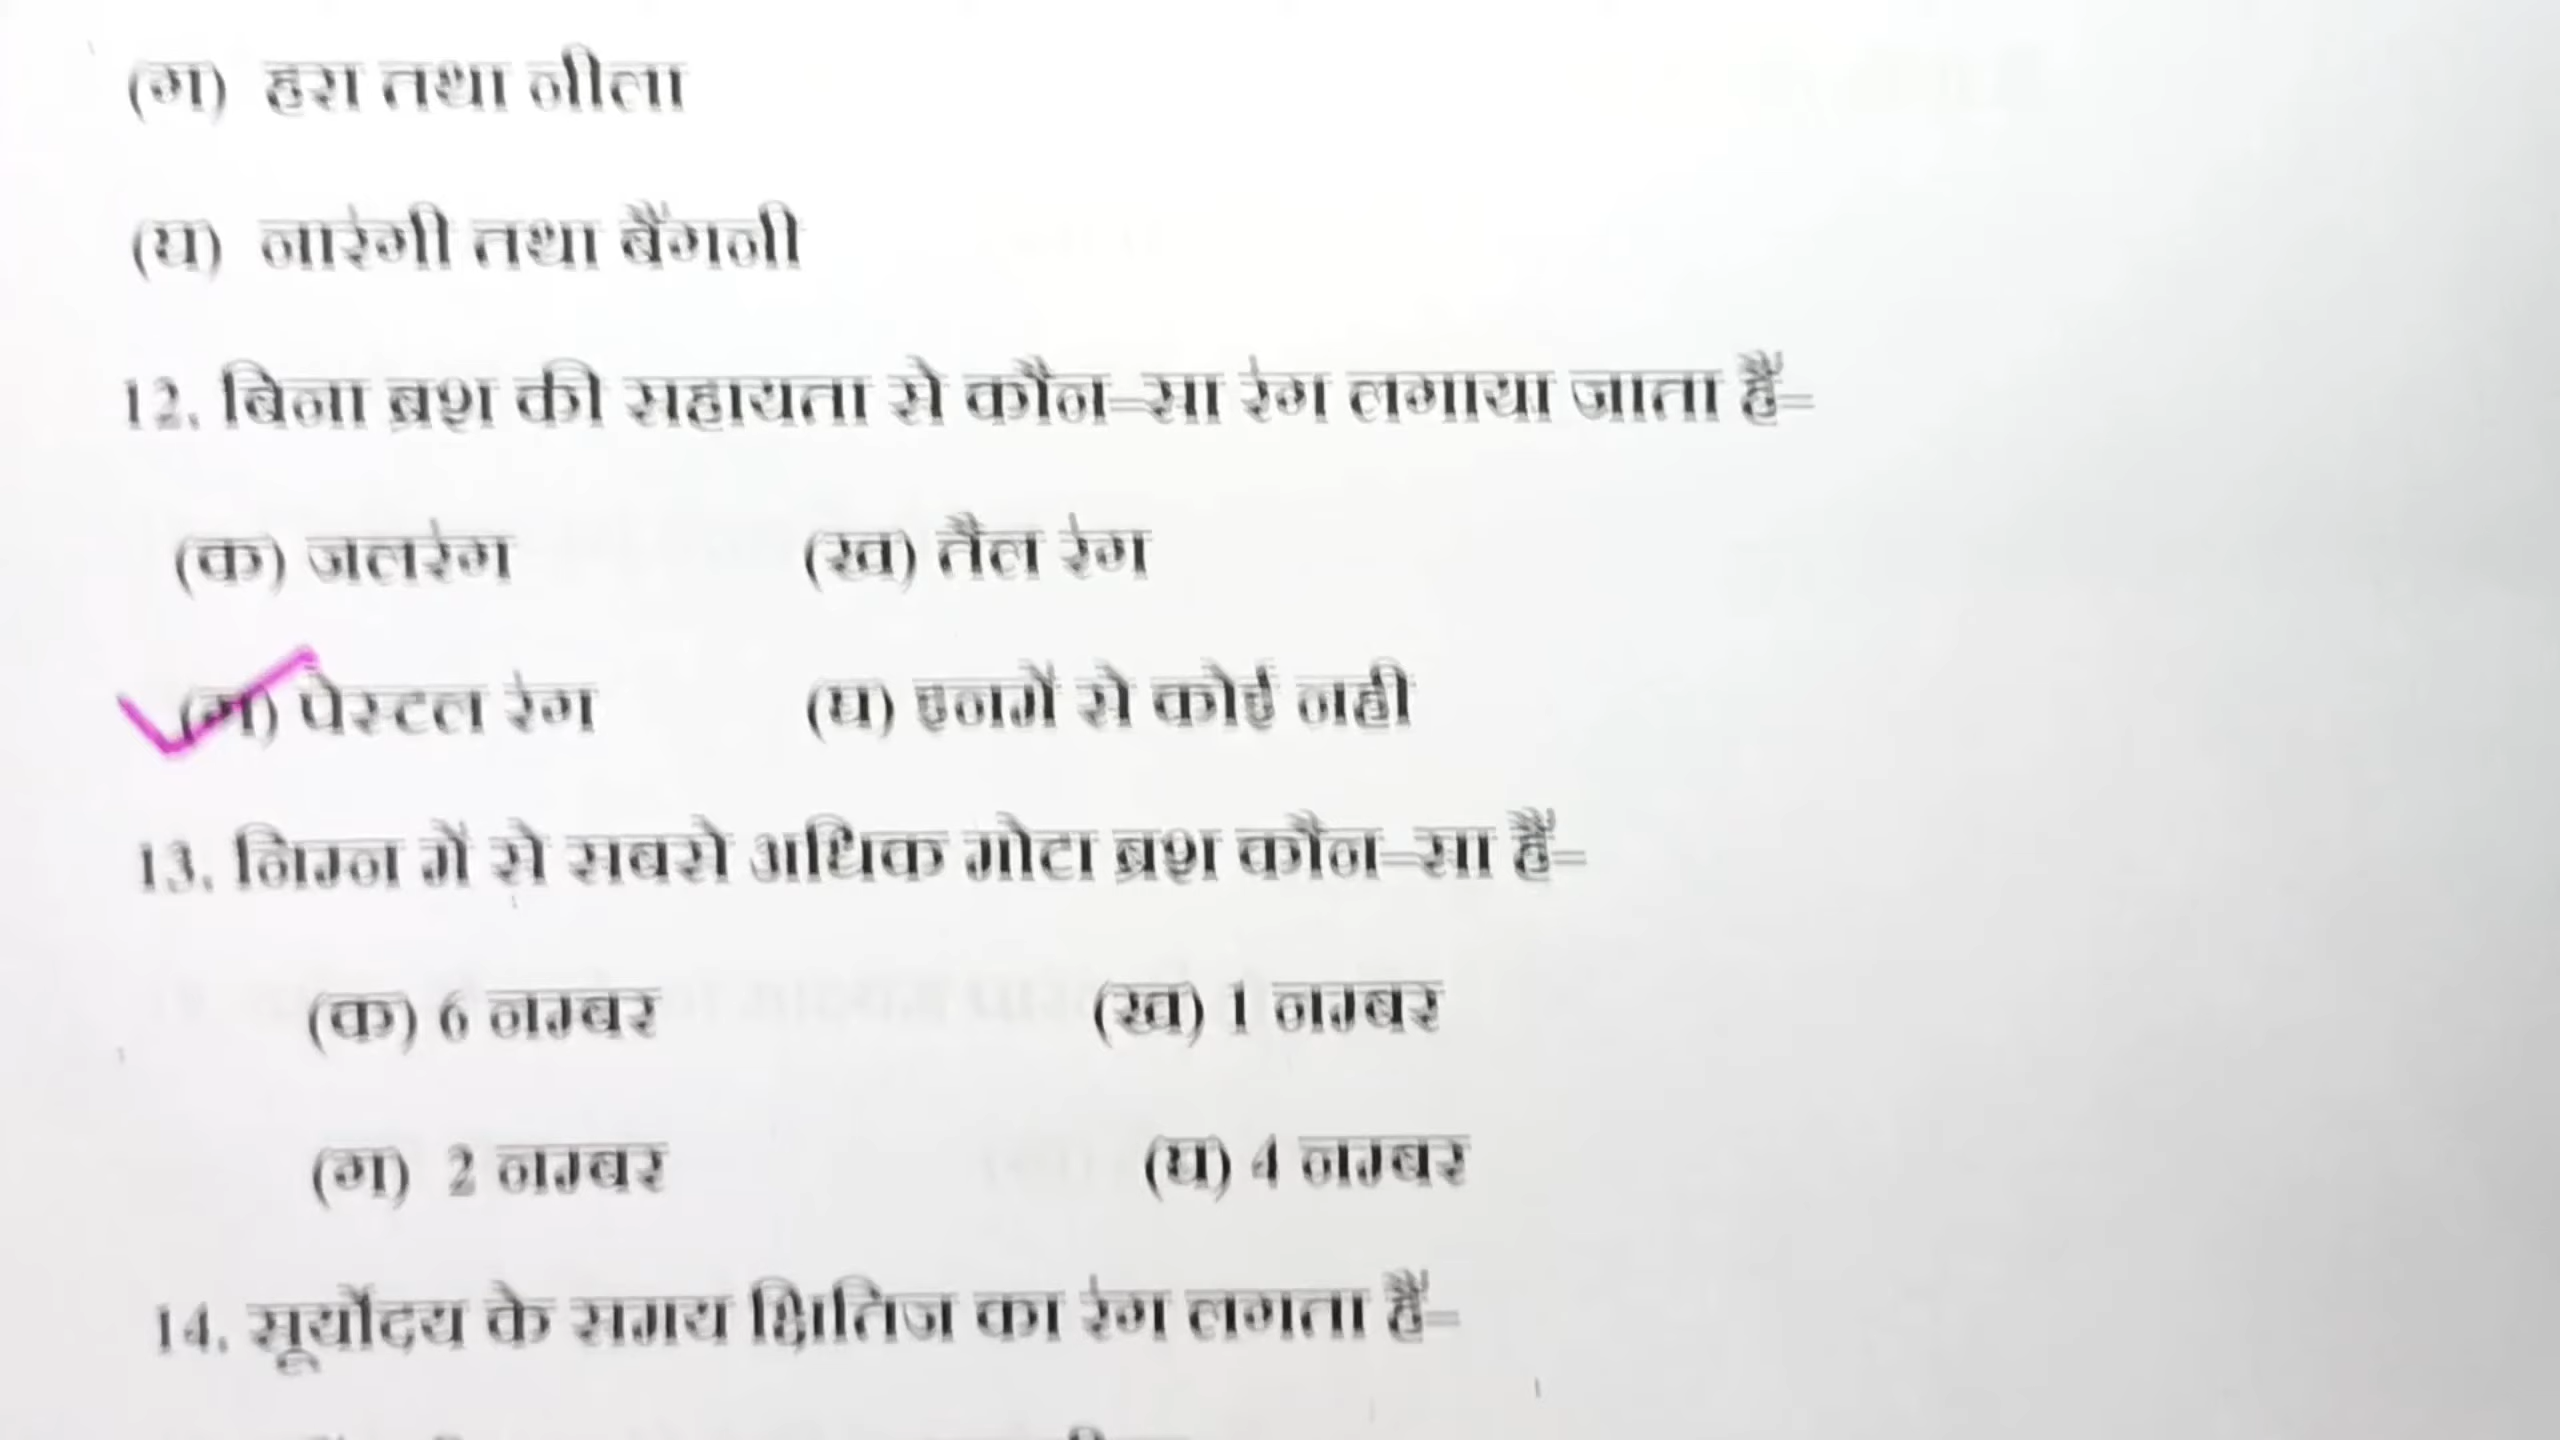 (ग) हरा तथा नीला
(घ) नारंगी तथा बैंगनी
12. बिना ब्रश की सहायता से कौन–सा रंग लगाया जाता हैं–
(क) जलरंग (ख) तैल रंग
(ग) पेस्टल रंग (घ) इनमें से कोई नही
13. निम्न में से सबसे अधिक मोटा ब्रश कौन–सा हैं–
(क) 6 नम्बर (ख) 1 नम्बर
(ग) 2 नम्बर (घ) 4 नम्बर
14. सूर्योदय के समय क्षितिज का रंग लगता हैं–